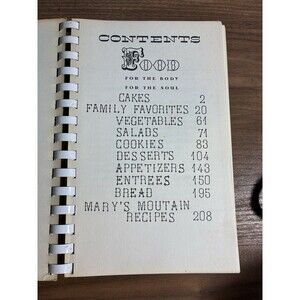 CONTENTS
FOOD
FOR THE BODY
FOR THE SOUL
CAKES 2
FAMILY FAVORITES 20
VEGETABLES 61
SALADS 71
COOKIES 83
DESSERTS 104
APPETIZERS 143
ENTREES 150
BREAD 195
MARY'S MOUTAIN
RECIPES 208